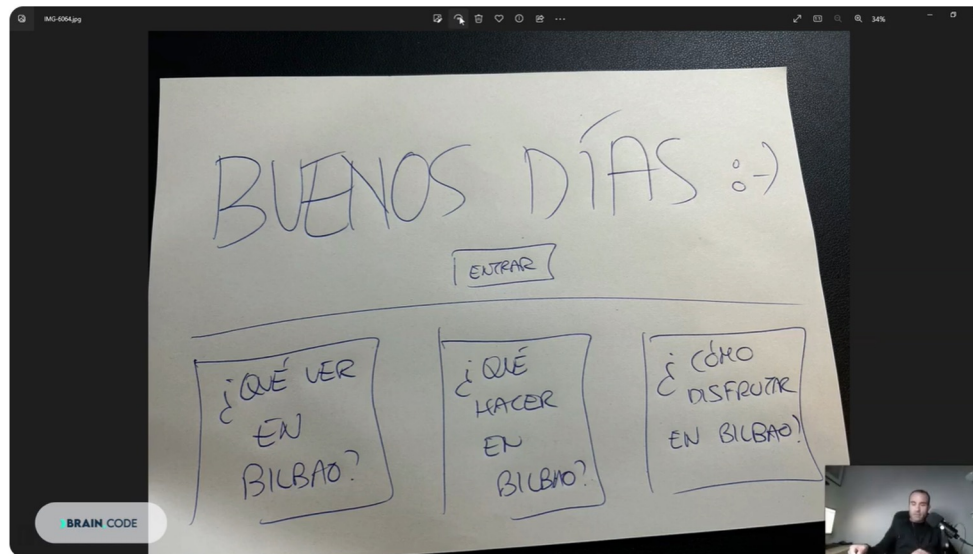 IMG-6064.jpg
34%
BUENOS DÍAS :-)
ENTRAR
¿QUÉ VER
EN
BILBAO?
¿QUÉ
HACER
EN
BILBAO?
¿CÓMO
DISFRUTAR
EN BILBAO?
BRAIN CODE